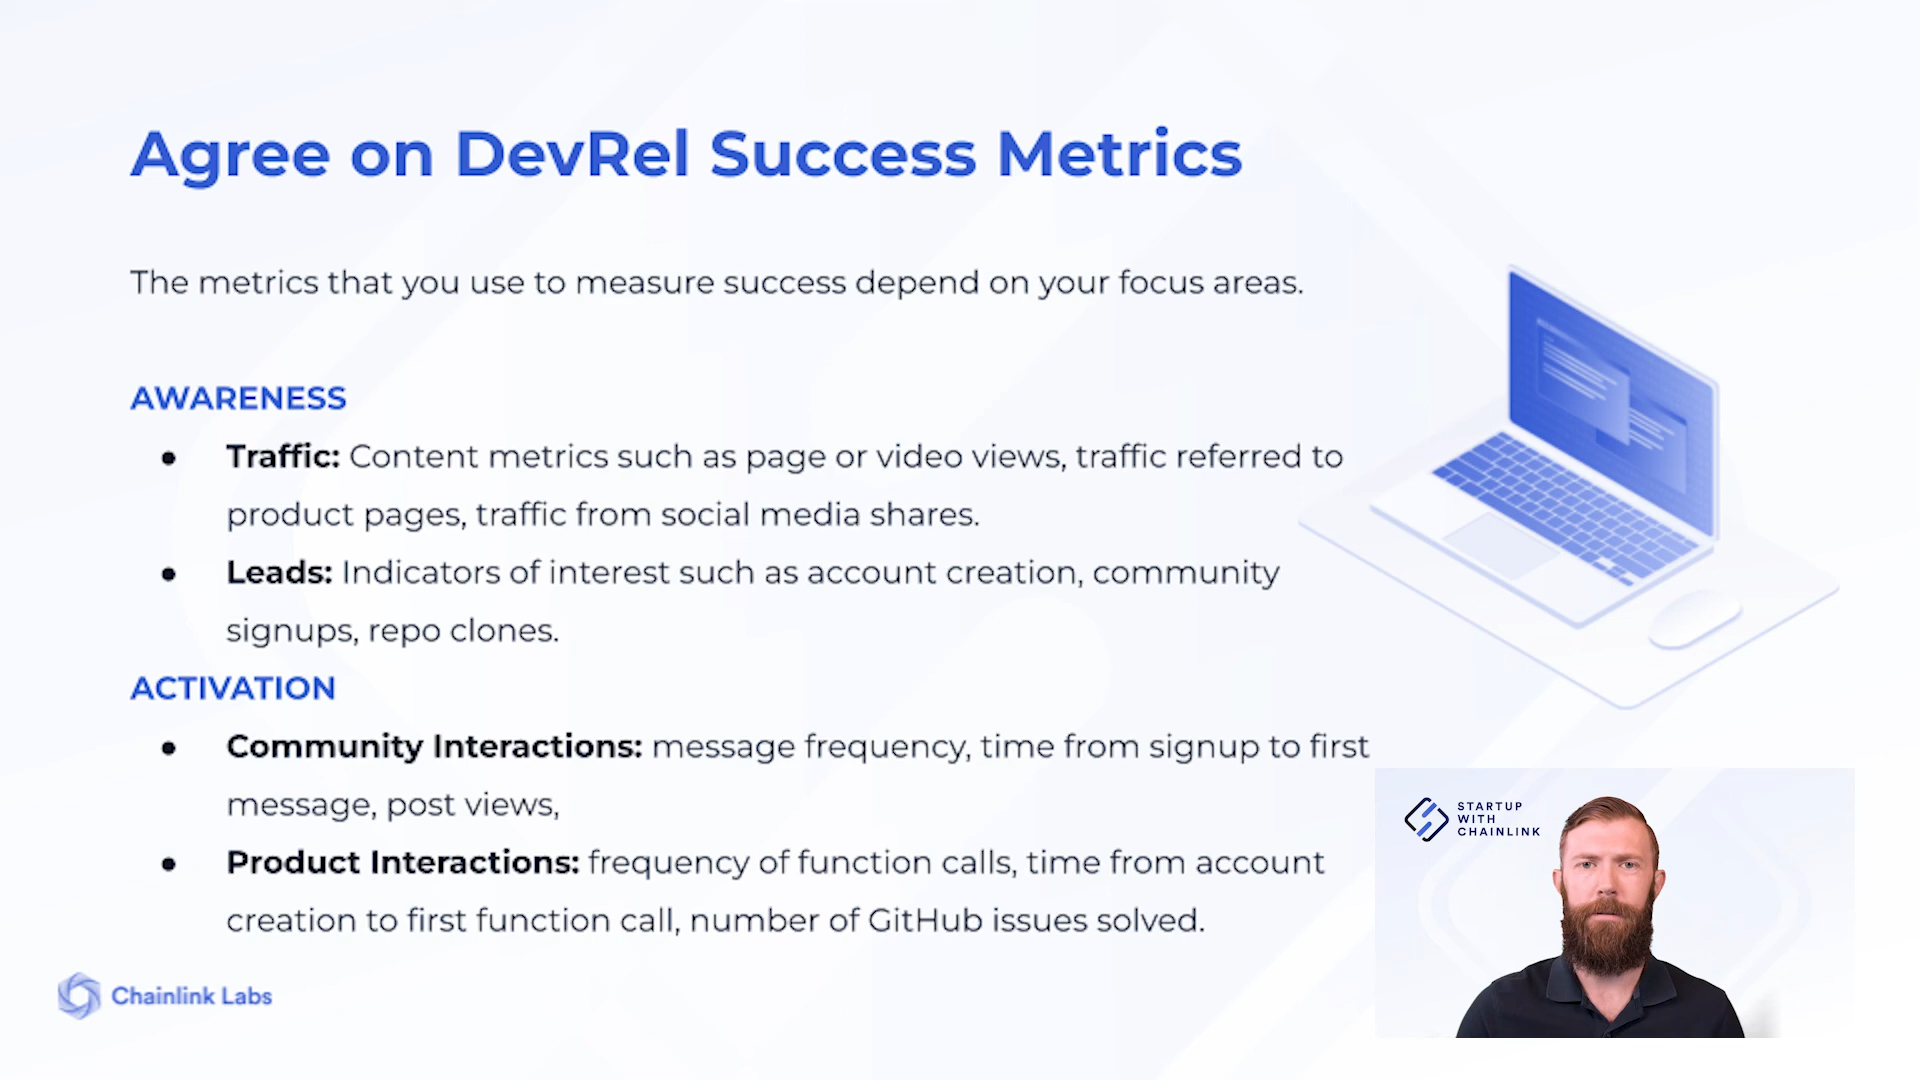 Agree on DevRel Success Metrics
The metrics that you use to measure success depend on your focus areas.
AWARENESS
● Traffic: Content metrics such as page or video views, traffic referred to
product pages, traffic from social media shares.
● Leads: Indicators of interest such as account creation, community
signups, repo clones.
ACTIVATION
● Community Interactions: message frequency, time from signup to first
message, post views,
● Product Interactions: frequency of function calls, time from account
creation to first function call, number of GitHub issues solved.
STARTUP
WITH
CHAINLINK
Chainlink Labs